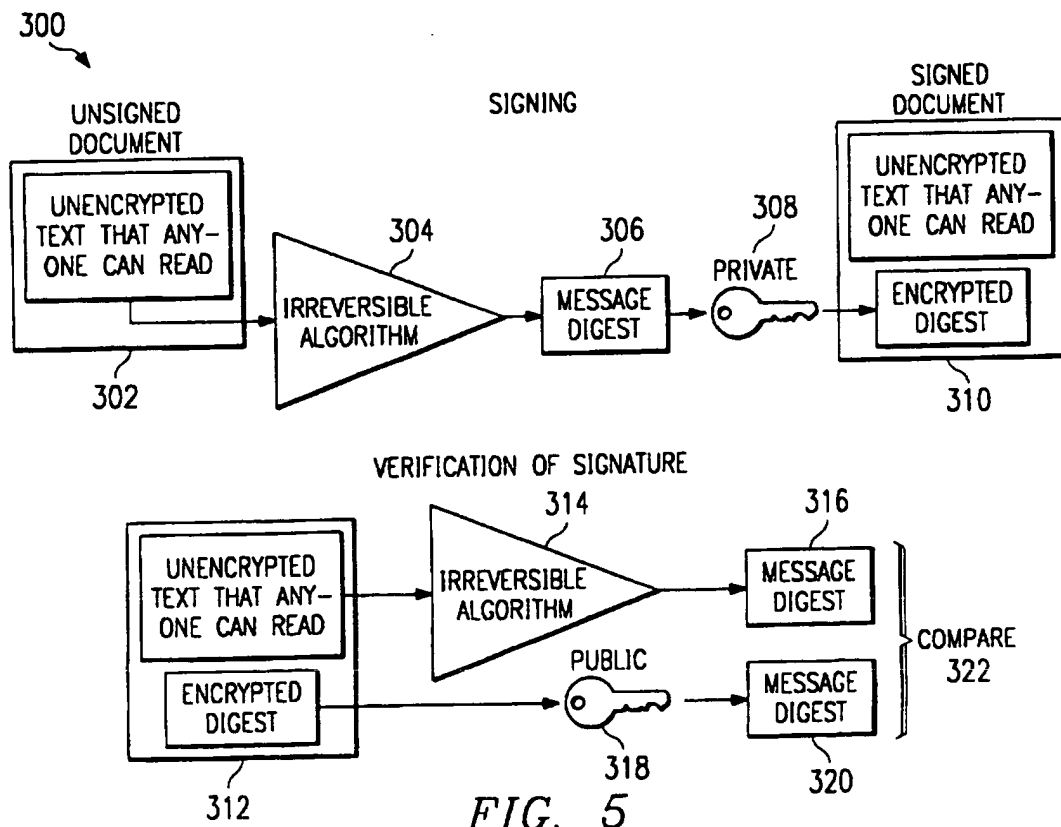 300
UNSIGNED
DOCUMENT
UNENCRYPTED
TEXT THAT ANY-
ONE CAN READ
302
SIGNING
304
IRREVERSIBLE
ALGORITHM
306
MESSAGE
DIGEST
308
PRIVATE
SIGNED
DOCUMENT
UNENCRYPTED
TEXT THAT ANY-
ONE CAN READ
ENCRYPTED
DIGEST
310
VERIFICATION OF SIGNATURE
UNENCRYPTED
TEXT THAT ANY-
ONE CAN READ
ENCRYPTED
DIGEST
312
314
IRREVERSIBLE
ALGORITHM
316
MESSAGE
DIGEST
PUBLIC
318
MESSAGE
DIGEST
320
COMPARE
322
FIG. 5